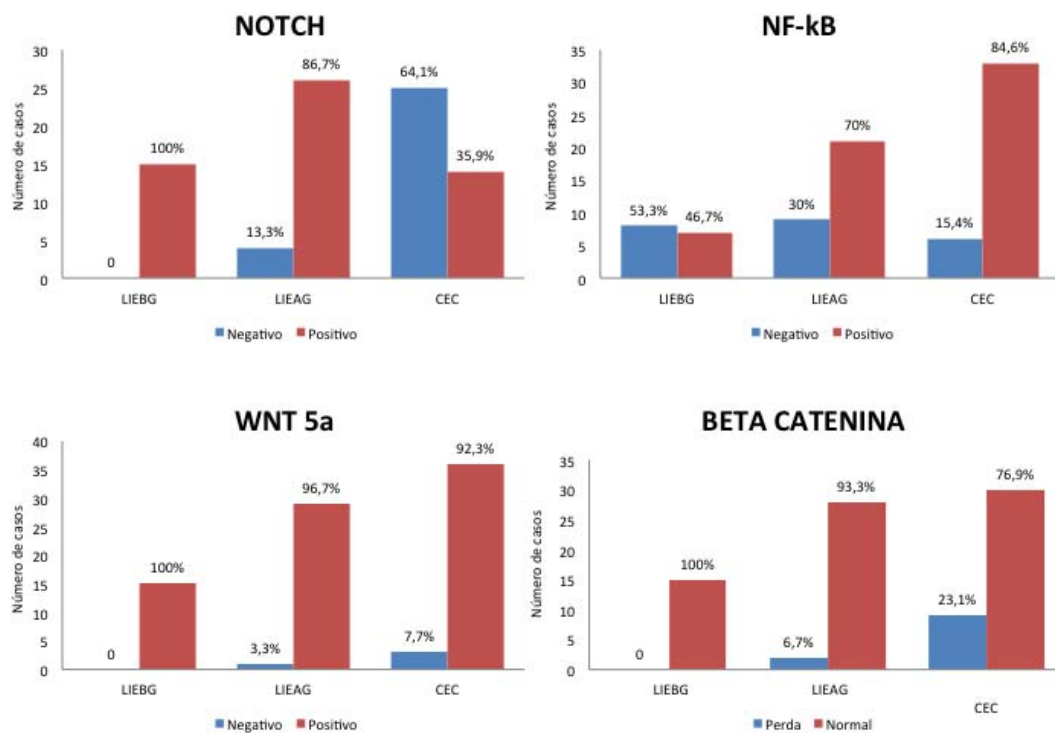 NOTCH
Número de casos
30
25
20
15
10
5
0
0
100%
13,3%
86,7%
64,1%
35,9%
LIEBG
LIEAG
CEC
Negativo Positivo
NF-kB
Número de casos
35
30
25
20
15
10
5
0
53,3%
46,7%
30%
70%
15,4%
84,6%
LIEBG
LIEAG
CEC
Negativo Positivo
WNT 5a
Número de casos
40
35
30
25
20
15
10
5
0
0
100%
3,3%
96,7%
7,7%
92,3%
LIEBG
LIEAG
CEC
Negativo Positivo
BETA CATENINA
Número de casos
35
30
25
20
15
10
5
0
0
100%
6,7%
93,3%
23,1%
76,9%
LIEBG
LIEAG
CEC
Perda Normal